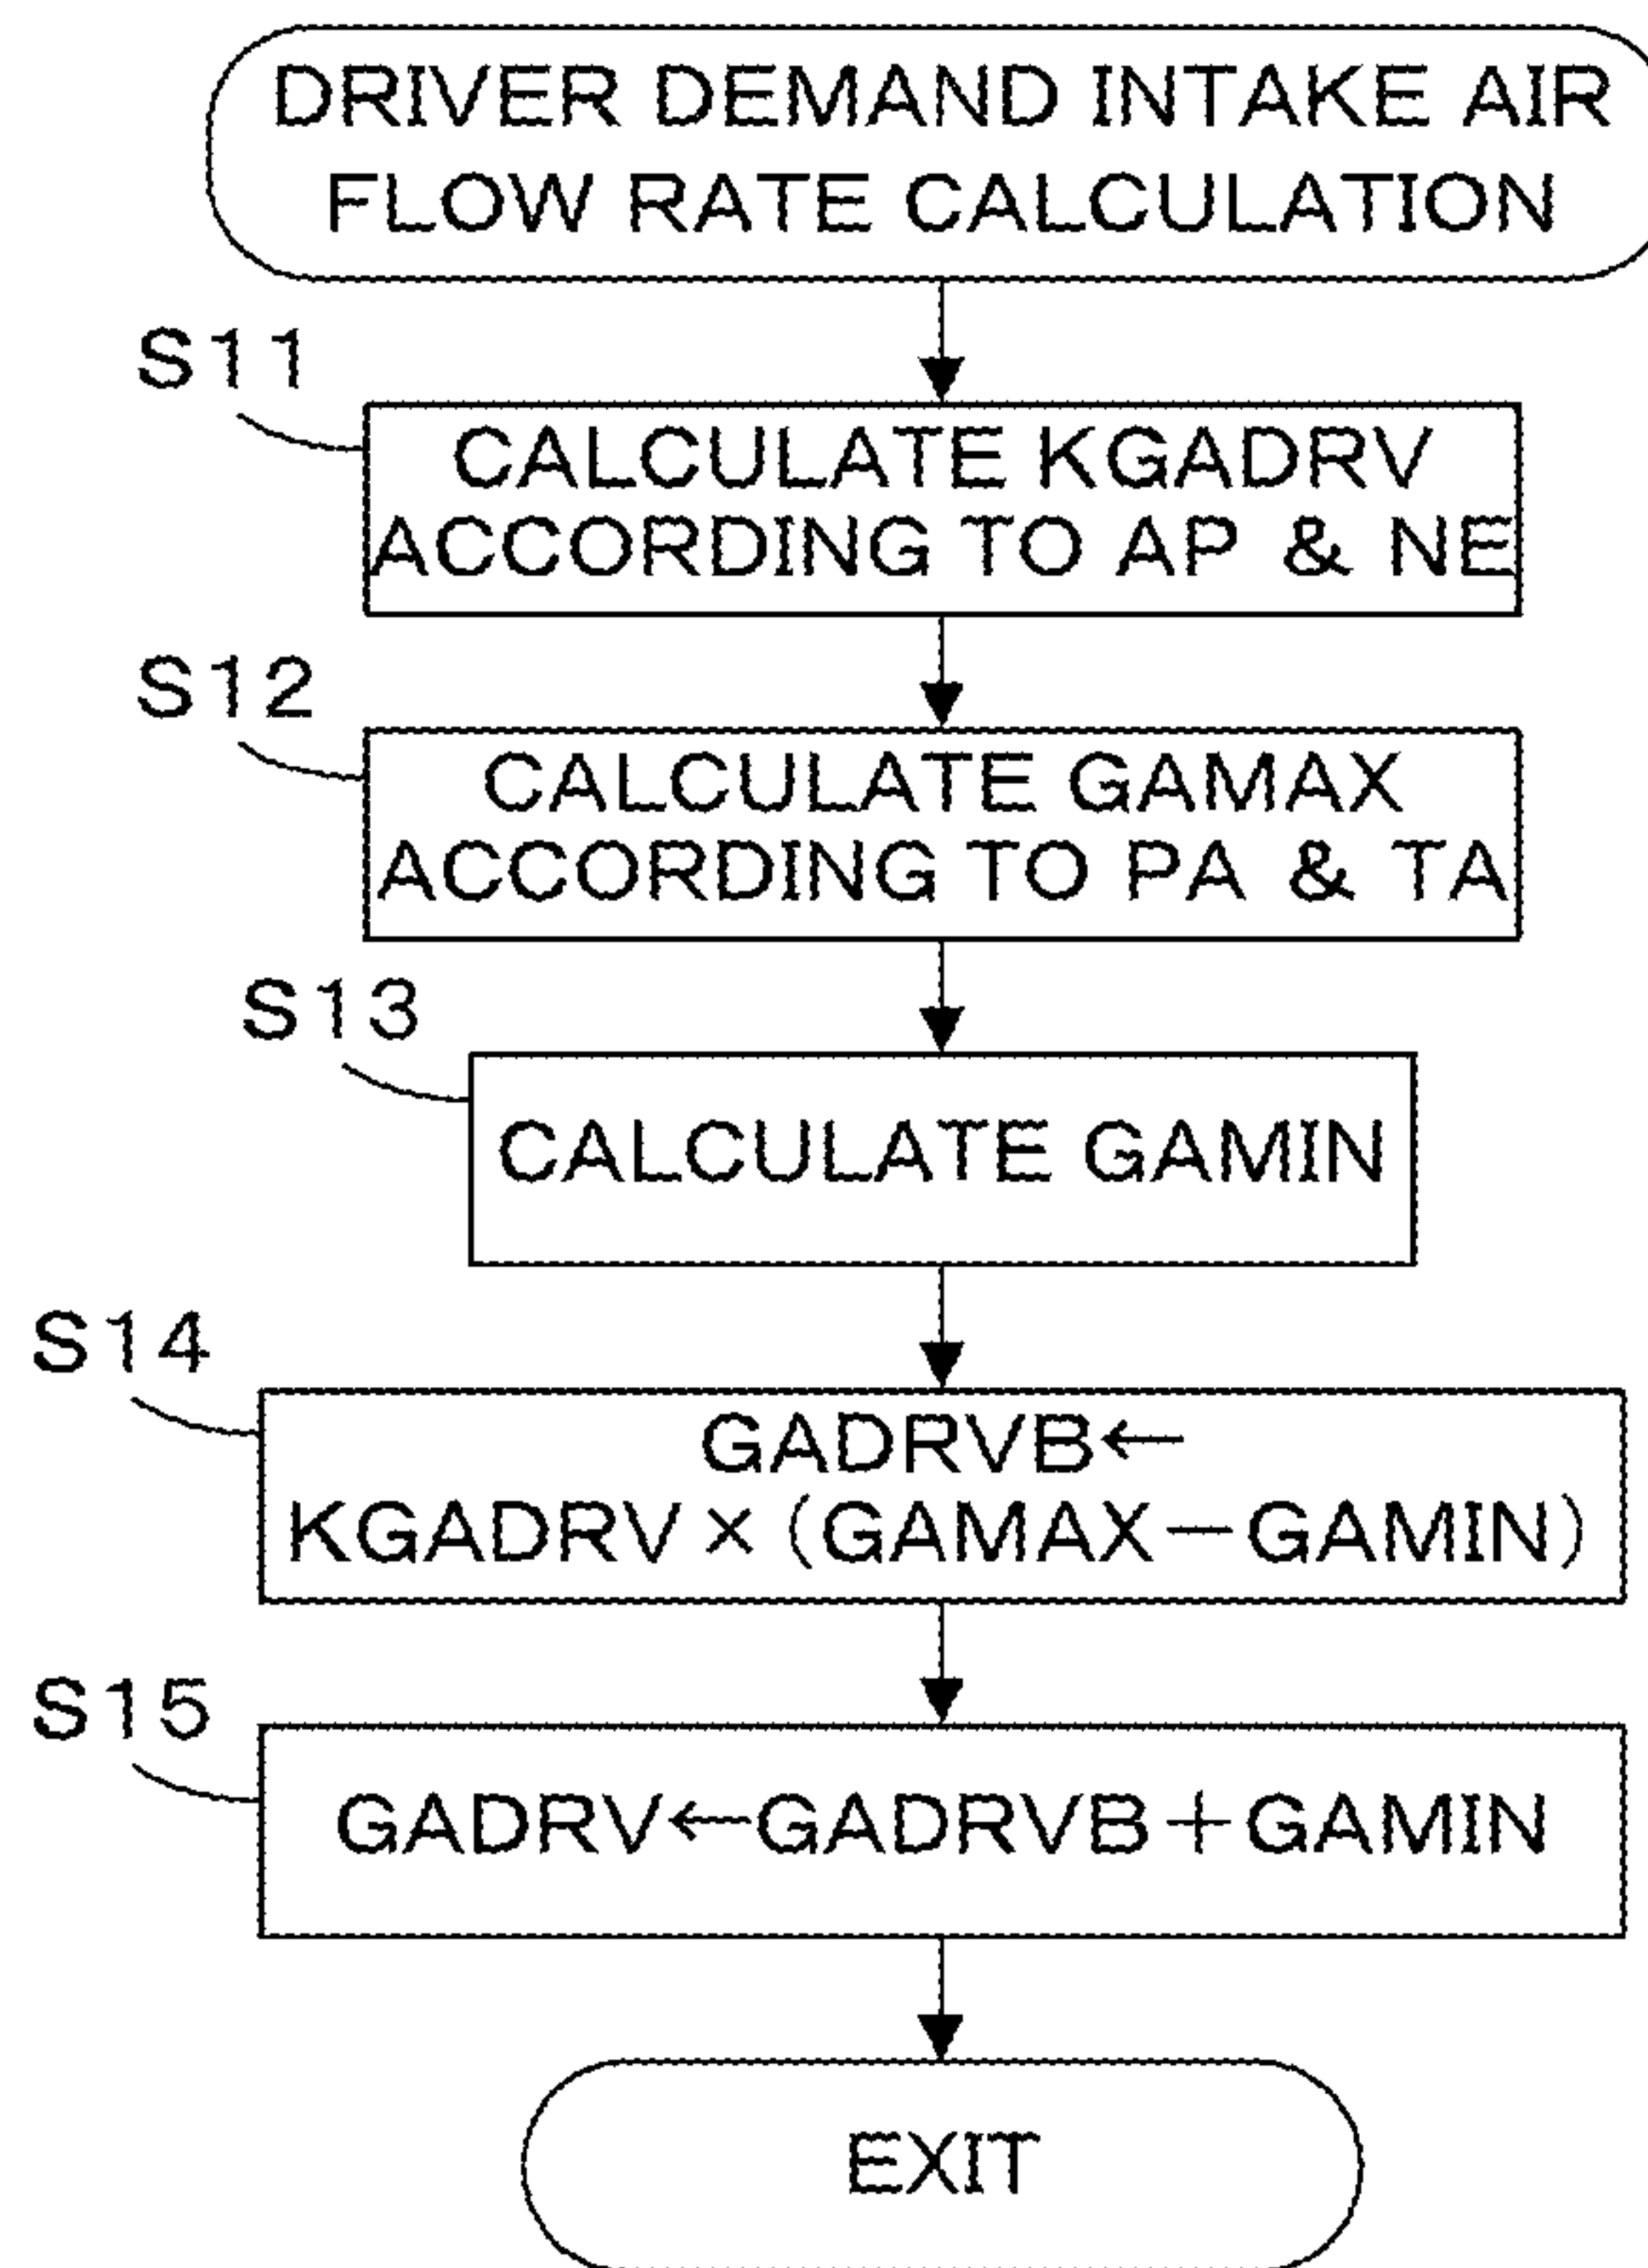 DRIVER DEMAND INTAKE AIR
FLOW RATE CALCULATION
S11
CALCULATE KGADRV
ACCORDING TO AP & NE
S12
CALCULATE GAMAX
ACCORDING TO PA & TA
S13
CALCULATE GAMIN
S14
GADRVB←
KGADRV×(GAMAX−GAMIN)
S15
GADRV←GADRVB+GAMIN
EXIT